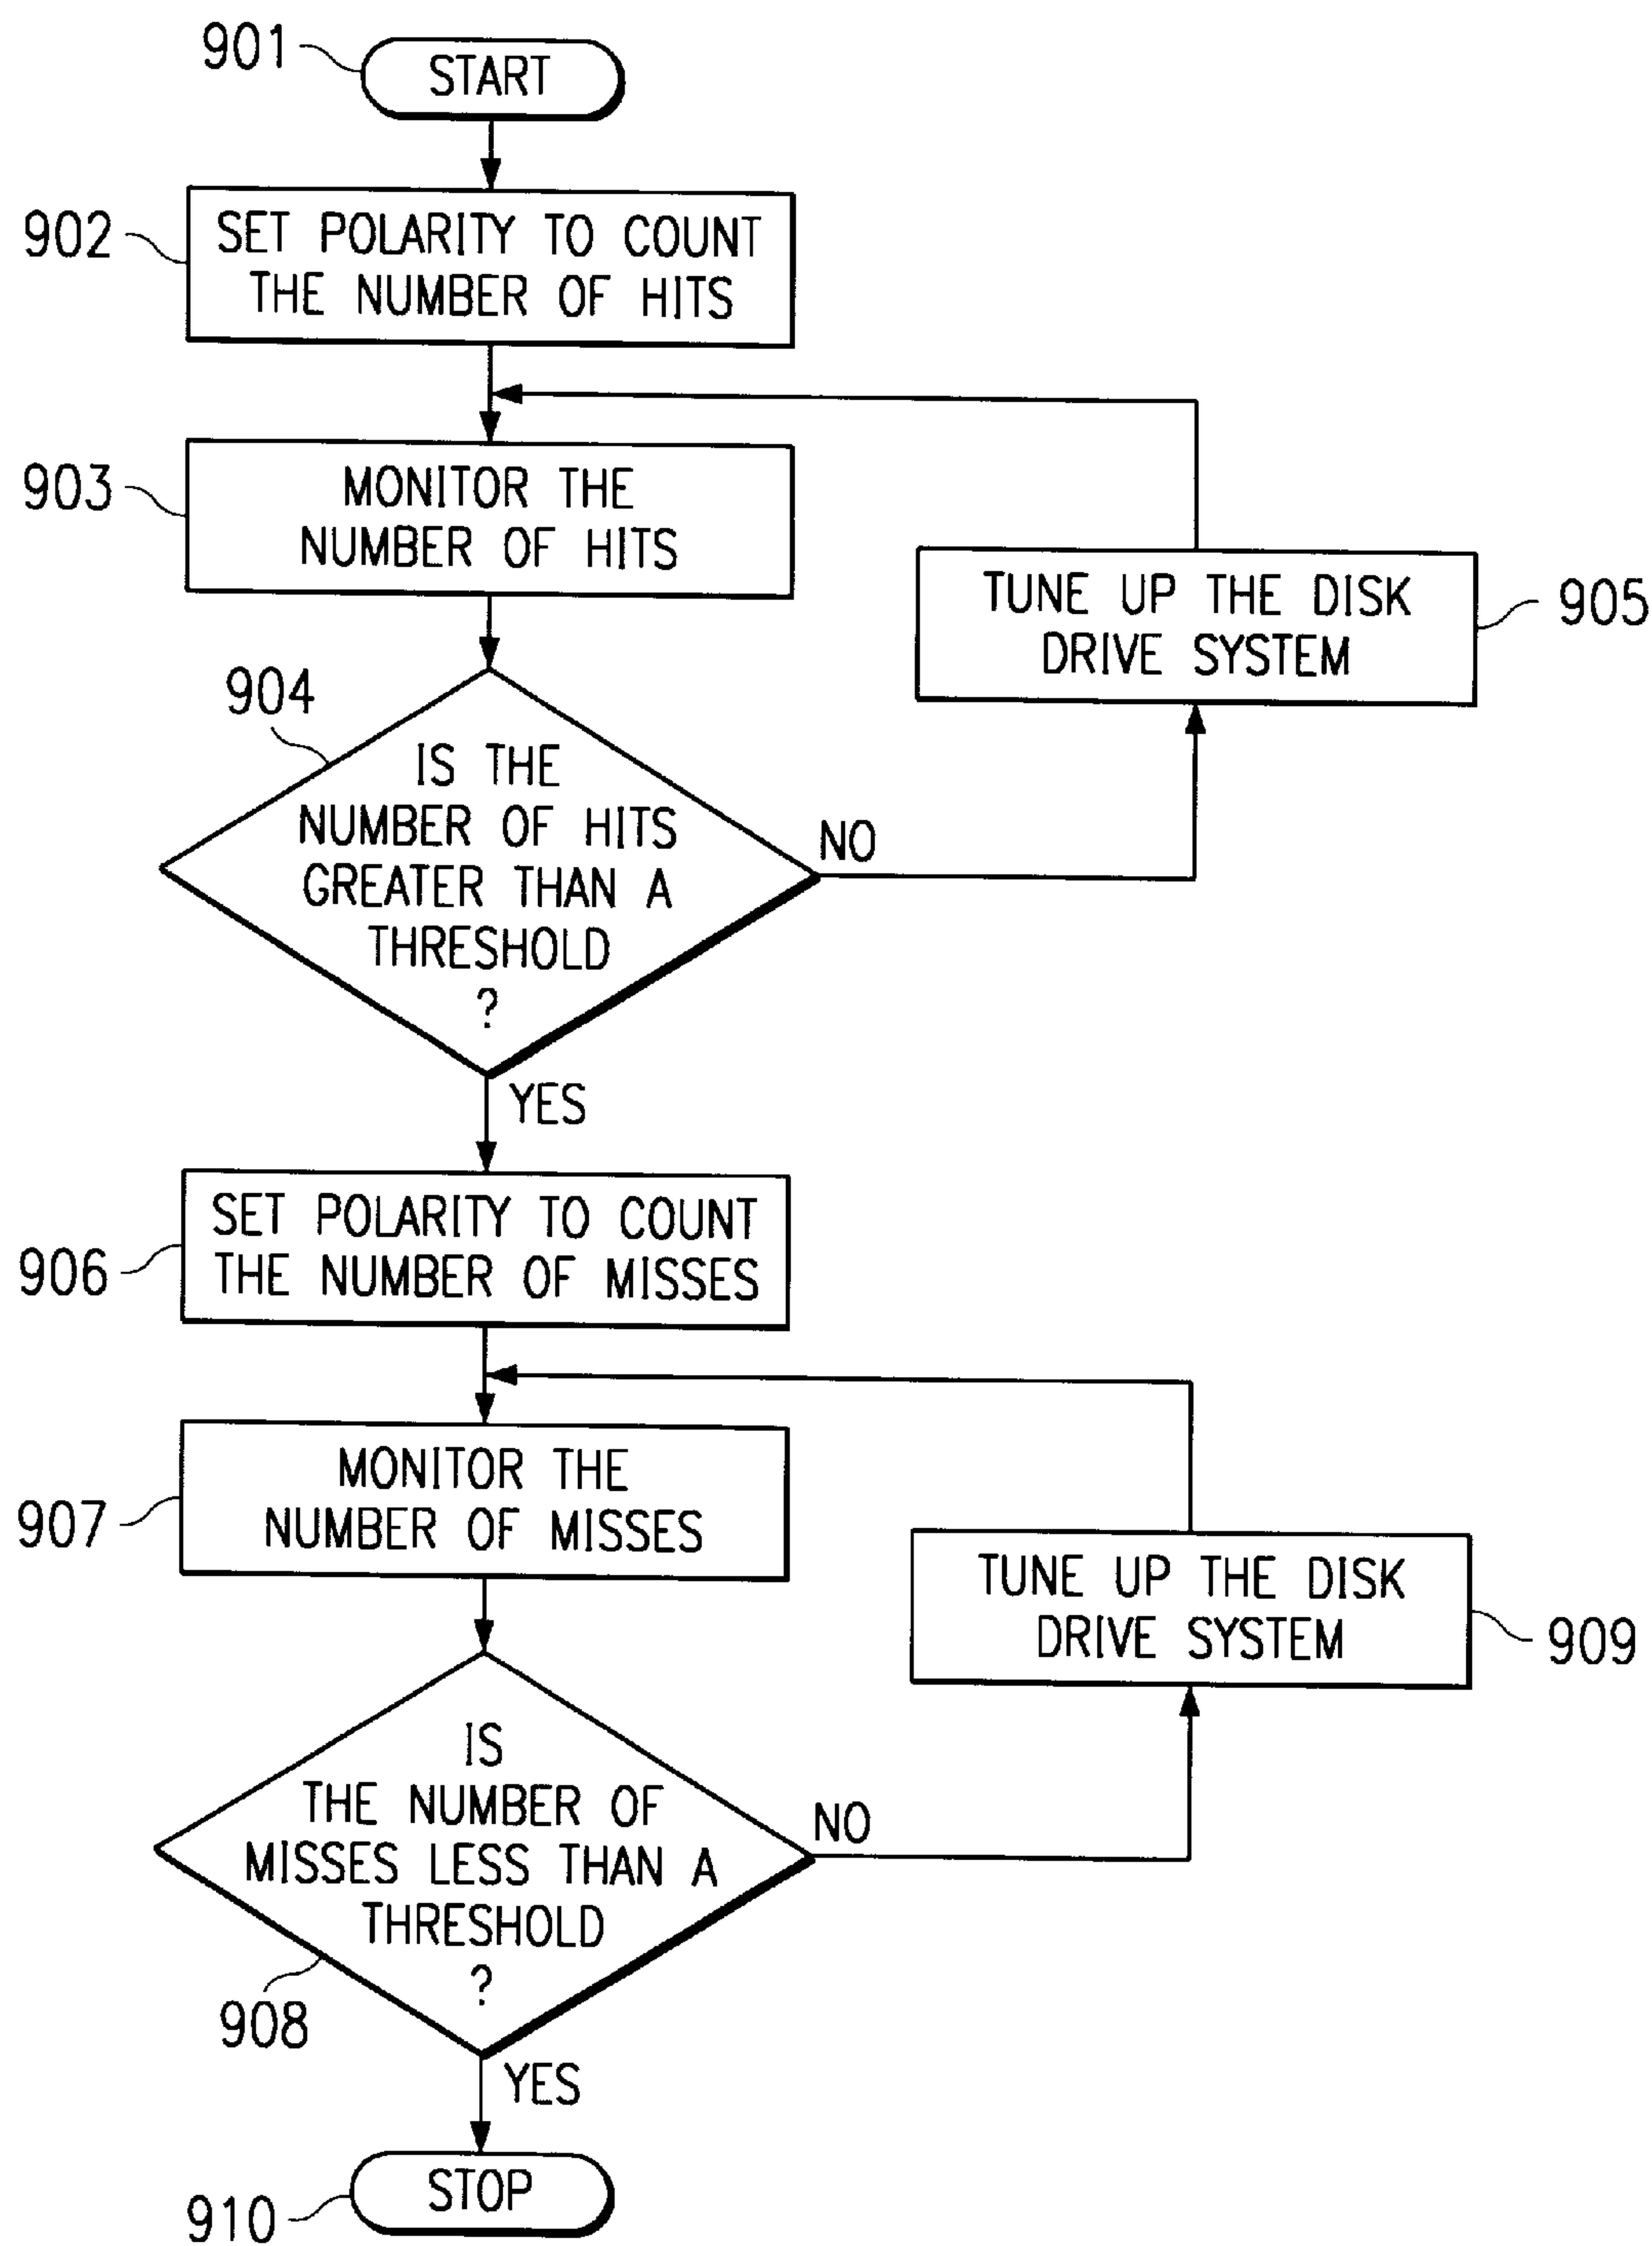 901
START
902
SET POLARITY TO COUNT
THE NUMBER OF HITS
903
MONITOR THE
NUMBER OF HITS
TUNE UP THE DISK
DRIVE SYSTEM
905
904
IS THE
NUMBER OF HITS
GREATER THAN A
THRESHOLD
?
NO
YES
906
SET POLARITY TO COUNT
THE NUMBER OF MISSES
907
MONITOR THE
NUMBER OF MISSES
TUNE UP THE DISK
DRIVE SYSTEM
909
IS
THE NUMBER OF
MISSES LESS THAN A
THRESHOLD
?
NO
908
YES
STOP
910